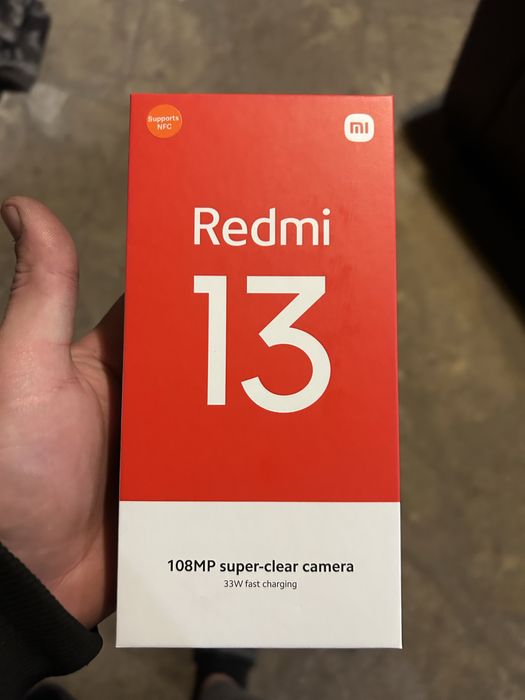 Supports
NFC
mi
Redmi
13
108MP super-clear camera
33W fast charging